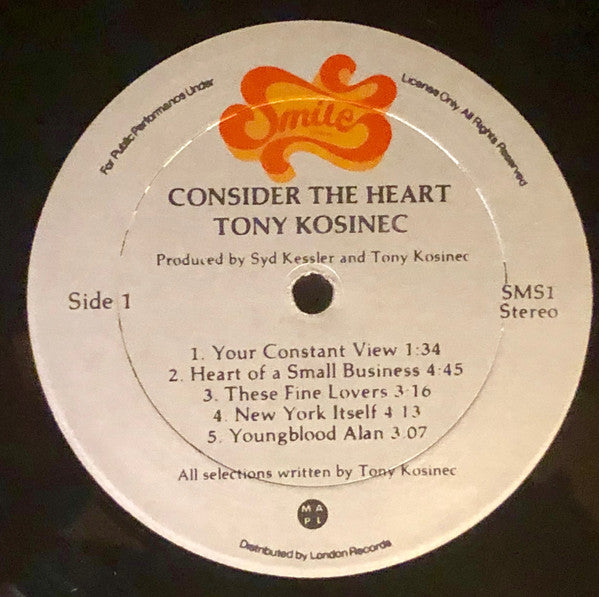 For Public Performance Under
License Only. All Rights Reserved
Smile
CONSIDER THE HEART
TONY KOSINEC
Produced by Syd Kessler and Tony Kosinec
Side 1
SMS1
Stereo
1. Your Constant View 1:34
2. Heart of a Small Business 4:45
3. These Fine Lovers 3:16
4. New York Itself 4:13
5. Youngblood Alan 3:07
All selections written by Tony Kosinec
M A
P L
Distributed by London Records